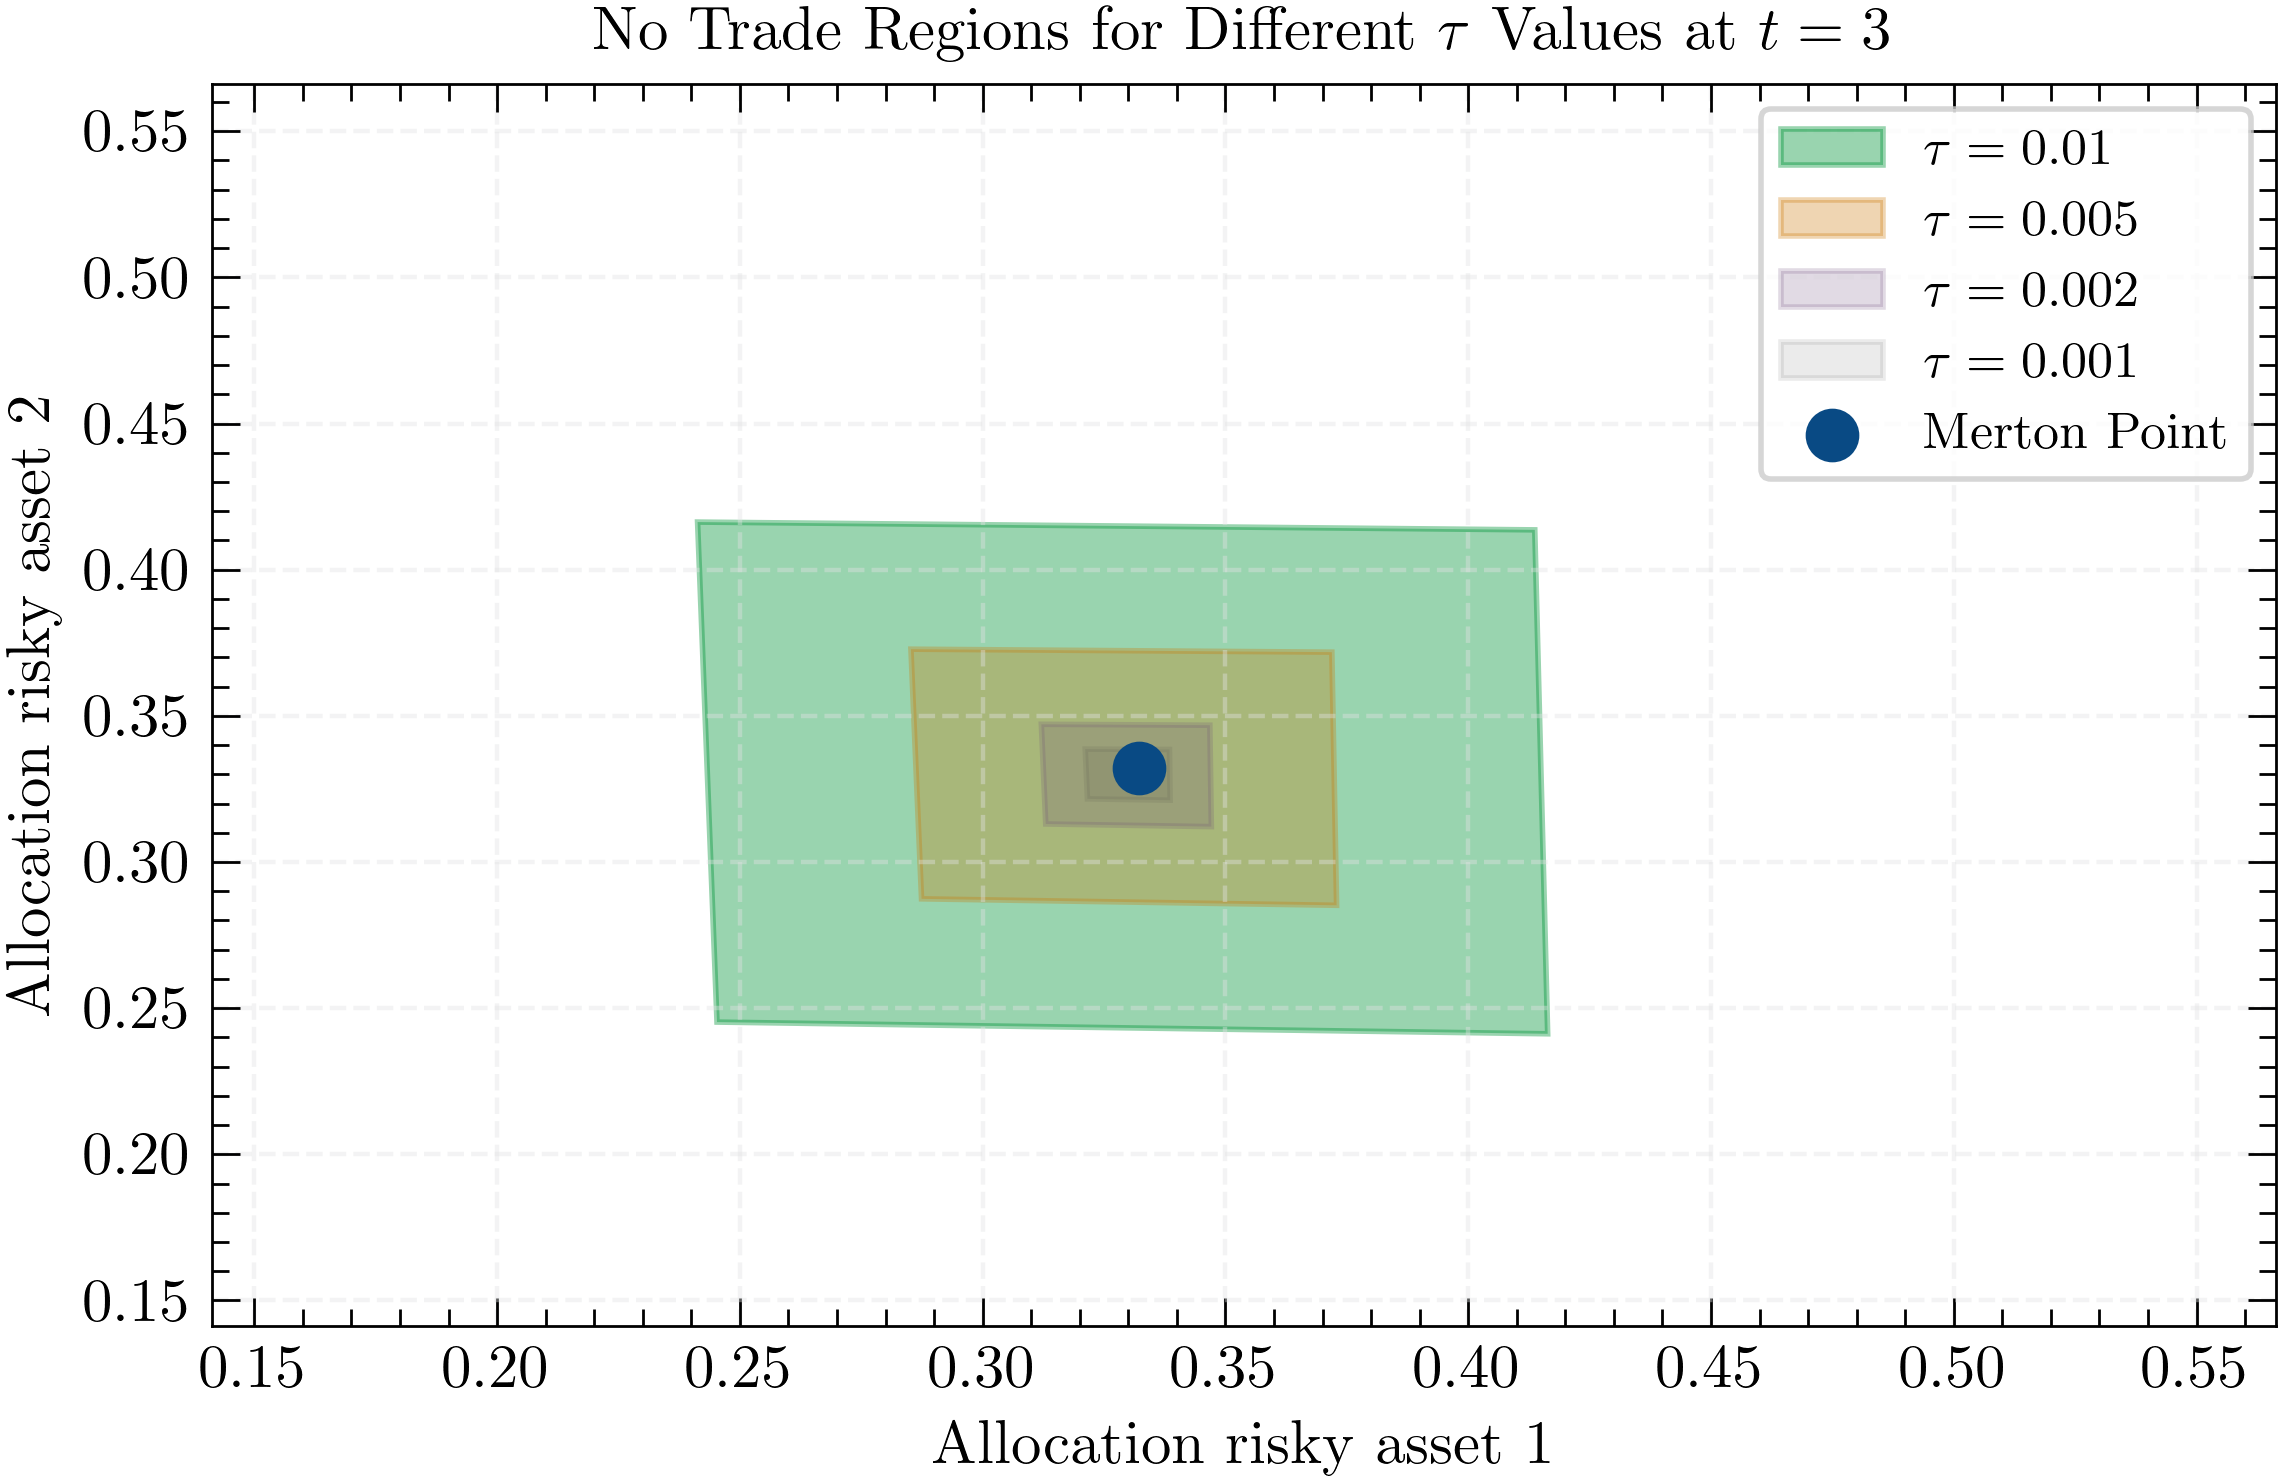 No Trade Regions for Different τ Values at t = 3
0.55
0.50
0.45
0.40
0.35
0.30
0.25
0.20
0.15
Allocation risky asset 2
τ = 0.01
τ = 0.005
τ = 0.002
τ = 0.001
Merton Point
0.15 0.20 0.25 0.30 0.35 0.40 0.45 0.50 0.55
Allocation risky asset 1